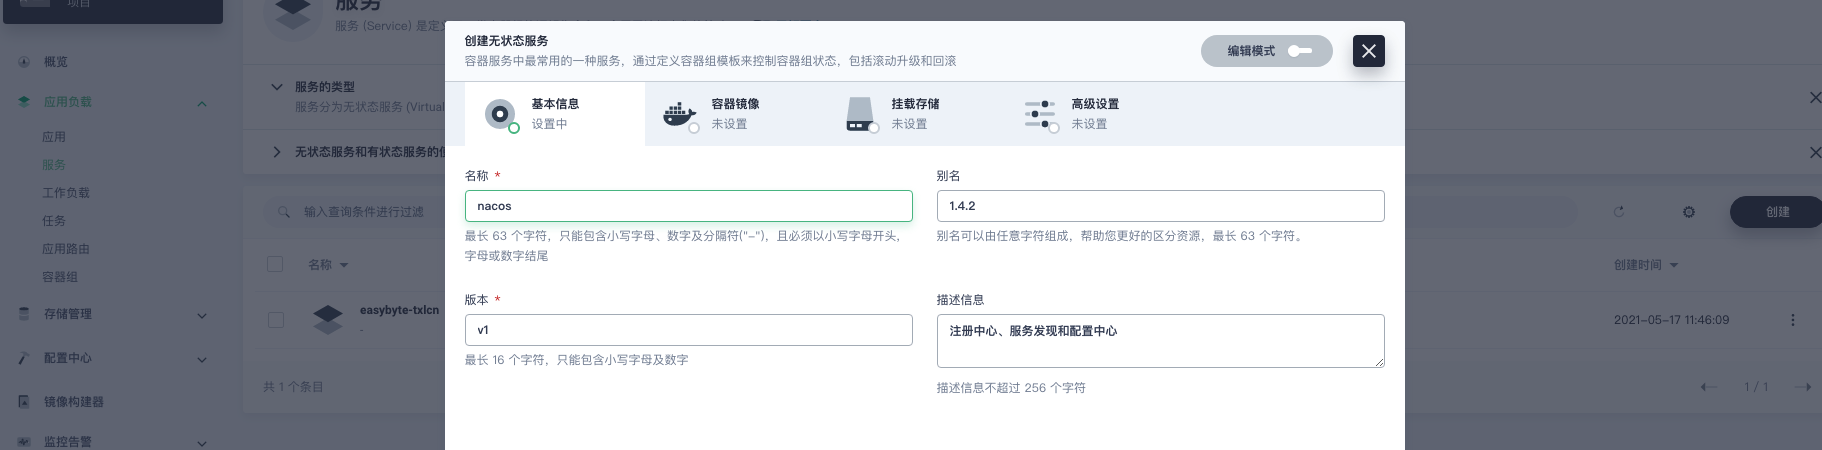 项目
概览
应用负载
应用
服务
工作负载
任务
应用路由
容器组
存储管理
配置中心
镜像构建器
监控告警
服务
服务 (Service) 是定义
服务的类型
服务分为无状态服务 (Virtual
无状态服务和有状态服务的
输入查询条件进行过滤
创建
名称
创建时间
easybyte-txlcn
-
2021-05-17 11:46:09
共 1 个条目
1 / 1
创建无状态服务
容器服务中最常用的一种服务，通过定义容器组模板来控制容器组状态，包括滚动升级和回滚
编辑模式
基本信息
设置中
容器镜像
未设置
挂载存储
未设置
高级设置
未设置
名称 *
nacos
最长 63 个字符，只能包含小写字母、数字及分隔符("-")，且必须以小写字母开头，
字母或数字结尾
别名
1.4.2
别名可以由任意字符组成，帮助您更好的区分资源，最长 63 个字符。
版本 *
v1
最长 16 个字符，只能包含小写字母及数字
描述信息
注册中心、服务发现和配置中心
描述信息不超过 256 个字符